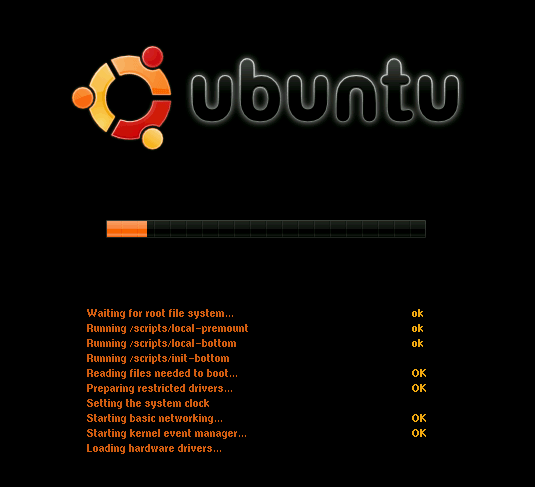 ubuntu
Waiting for root file system... ok
Running /scripts/local-premount ok
Running /scripts/local-bottom ok
Running /scripts/init-bottom
Reading files needed to boot... OK
Preparing restricted drivers... OK
Setting the system clock
Starting basic networking... OK
Starting kernel event manager... OK
Loading hardware drivers...